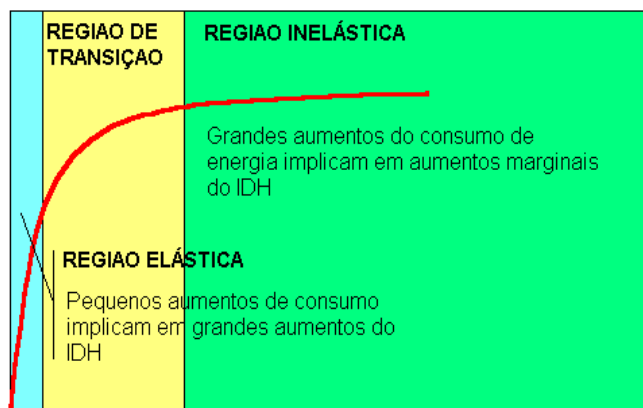 REGIAO DE
TRANSIÇAO
REGIAO INELÁSTICA
Grandes aumentos do consumo de
energia implicam em aumentos marginais
do IDH
REGIAO ELÁSTICA
Pequenos aumentos de consumo
implicam em grandes aumentos do
IDH